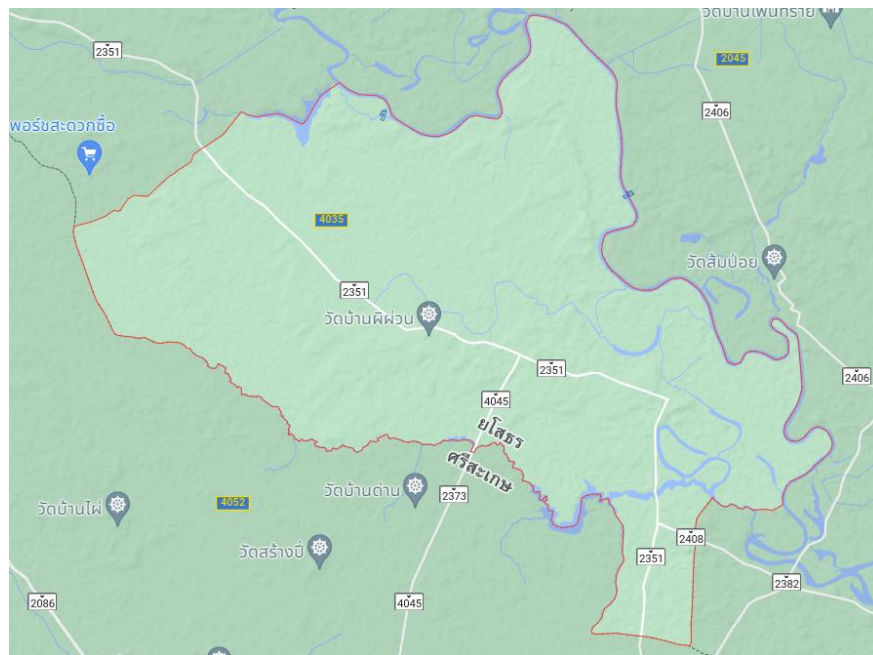 วัดบ้านโพนทราย
2351
2045
2406
พอร์ชสะดวกซื้อ
4035
วัดส้มป่อย
2351
วัดบ้านผิผ่วน
2351
2406
4045
ยโสธร
ศรีสะเกษ
วัดบ้านด่าน
2373
4052
วัดบ้านไผ่
2408
วัดสร้างปี่
2351
2382
2086
4045